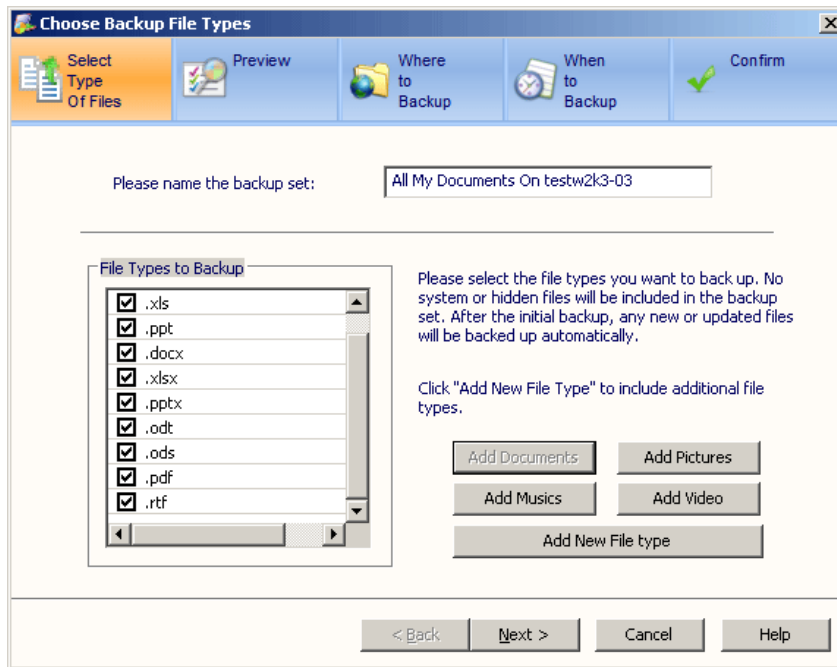 Choose Backup File Types
Select
Type
Of Files
Preview
Where
to
Backup
When
to
Backup
Confirm
Please name the backup set:
All My Documents On testw2k3-03
File Types to Backup
.xls
.ppt
.docx
.xlsx
.pptx
.odt
.ods
.pdf
.rtf
Please select the file types you want to back up. No
system or hidden files will be included in the backup
set. After the initial backup, any new or updated files
will be backed up automatically.
Click "Add New File Type" to include additional file
types.
Add Documents
Add Pictures
Add Musics
Add Video
Add New File type
< Back
Next >
Cancel
Help